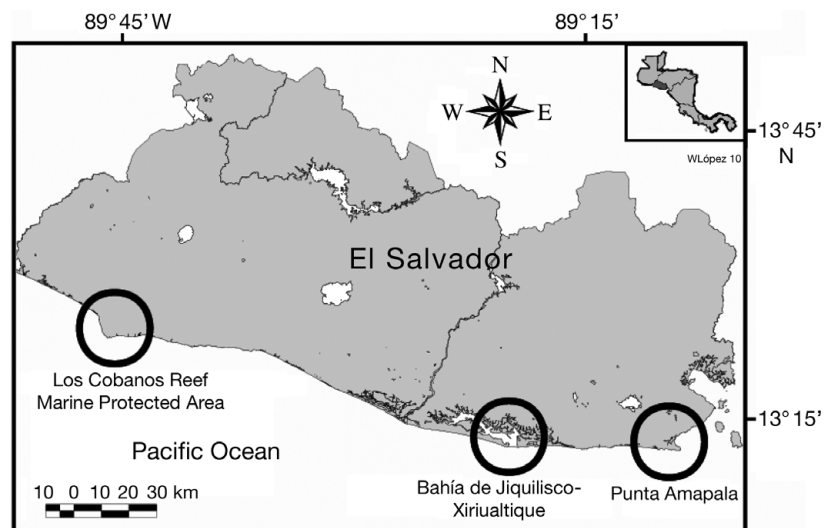 89°45' W
89°15'
N
W E
S
13°45'
N
WLópez 10
El Salvador
Los Cobanos Reef
Marine Protected Area
13°15'
Pacific Ocean
Bahía de Jiquilisco-
Xiriualtique
Punta Amapala
10 0 10 20 30 km